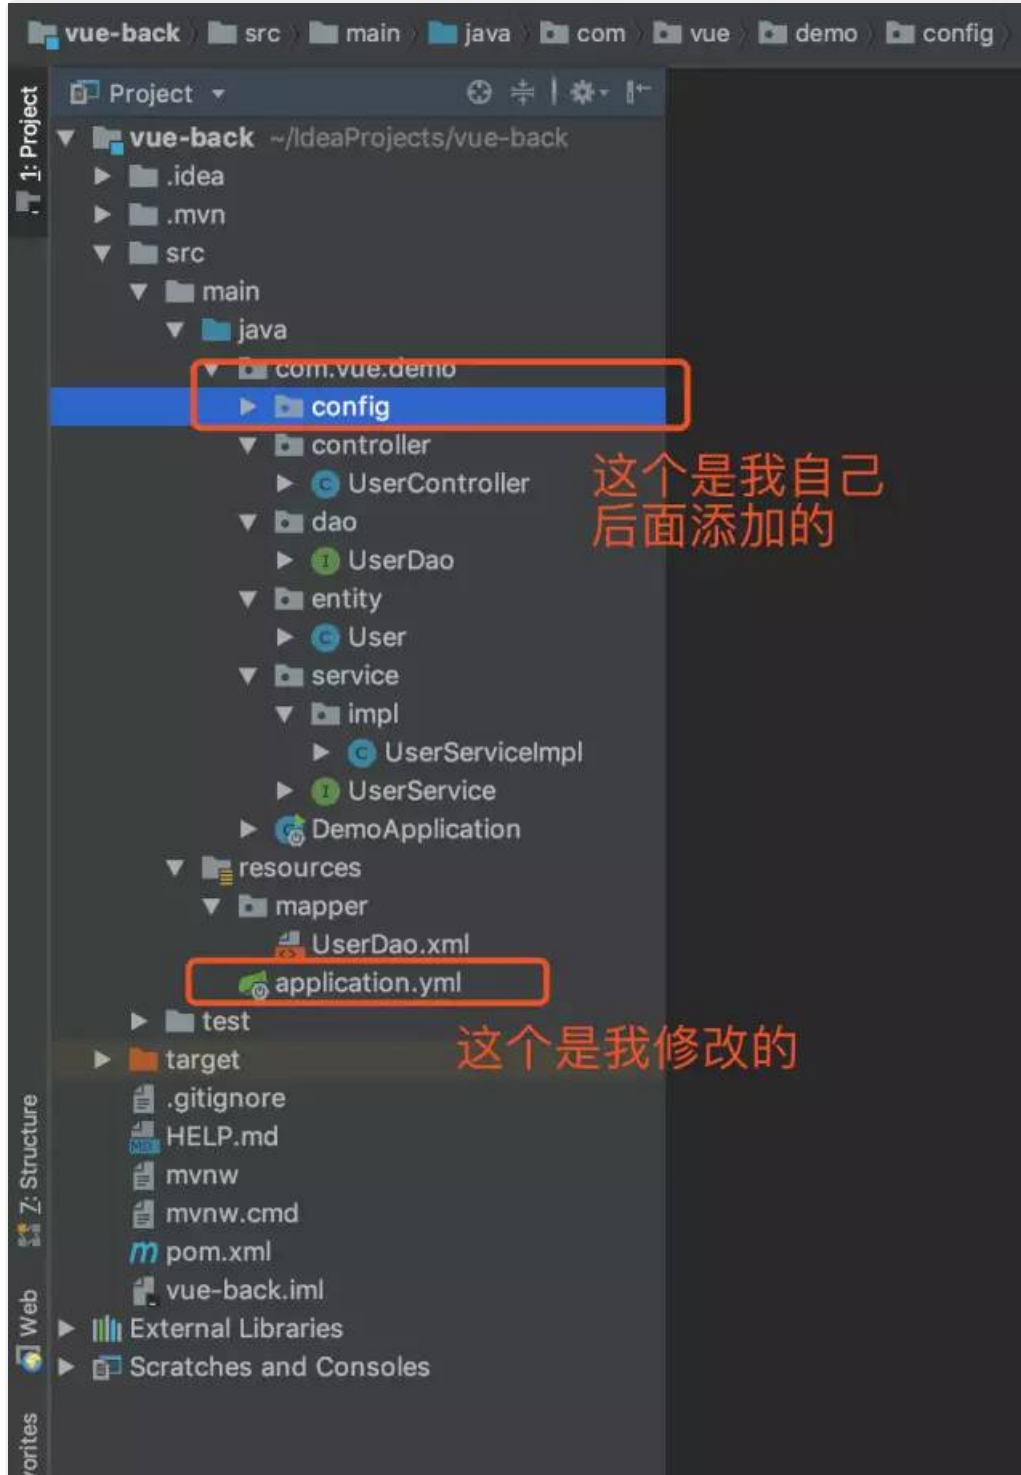 vue-back src main java com vue demo config
1: Project
Project
vue-back ~/IdeaProjects/vue-back
.idea
.mvn
src
main
java
com.vue.demo
config
controller
UserController
这个是我自己
后面添加的
dao
UserDao
entity
User
service
impl
UserServiceImpl
UserService
DemoApplication
resources
mapper
UserDao.xml
application.yml
这个是我修改的
test
target
.gitignore
HELP.md
mvnw
mvnw.cmd
pom.xml
vue-back.iml
External Libraries
Scratches and Consoles
Z: Structure
Web
vorites